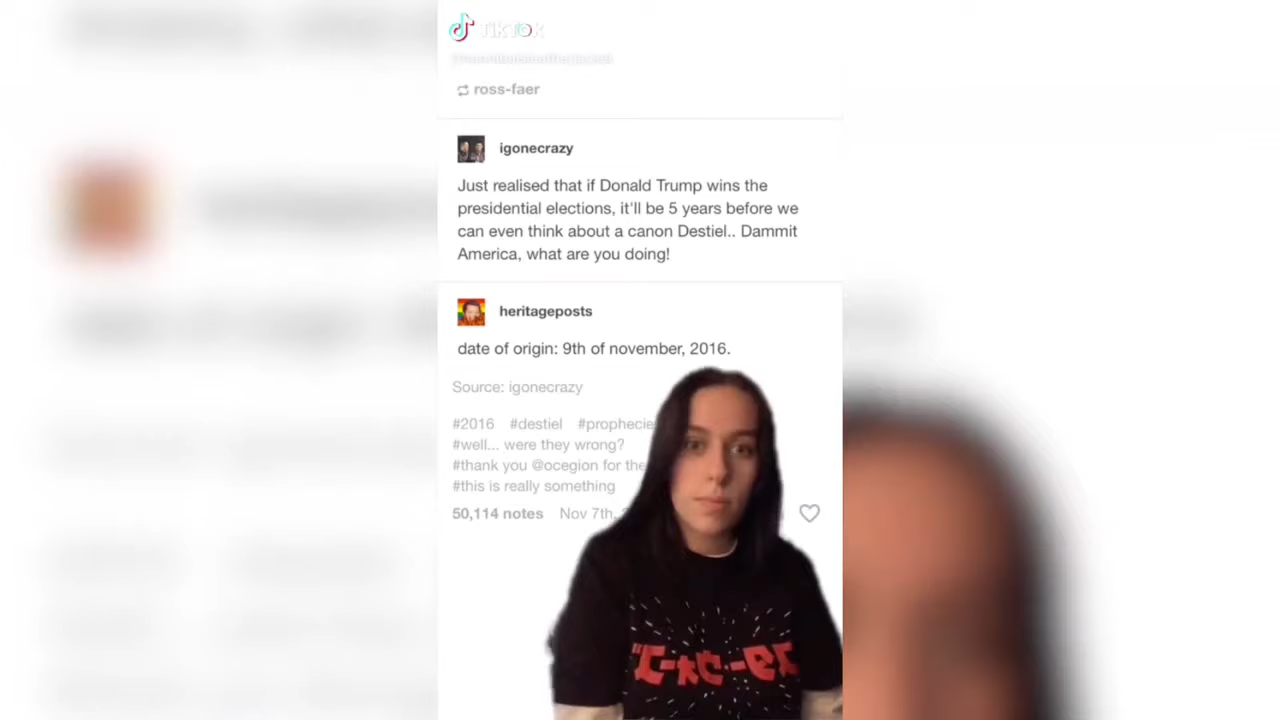 TikTok
ross-faer
igonecrazy
Just realised that if Donald Trump wins the
presidential elections, it'll be 5 years before we
can even think about a canon Destiel.. Dammit
America, what are you doing!
heritageposts
date of origin: 9th of november, 2016.
Source: igonecrazy
#2016 #destiel #prophecie
#well... were they wrong?
#thank you @ocegion for the
#this is really something
50,114 notes Nov 7th,